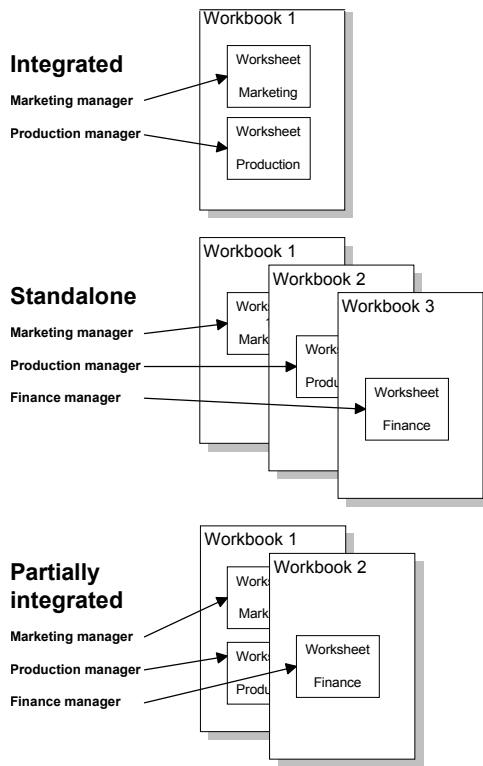 Workbook 1
Integrated
Worksheet
Marketing manager
Marketing
Production manager
Worksheet
Production
Workbook 1
Workbook 2
Standalone
Workbook 3
Marketing manager
Production manager
Worksheet
Finance manager
Finance
Workbook 1
Workbook 2
Partially
integrated
Marketing manager
Production manager
Worksheet
Finance manager
Finance